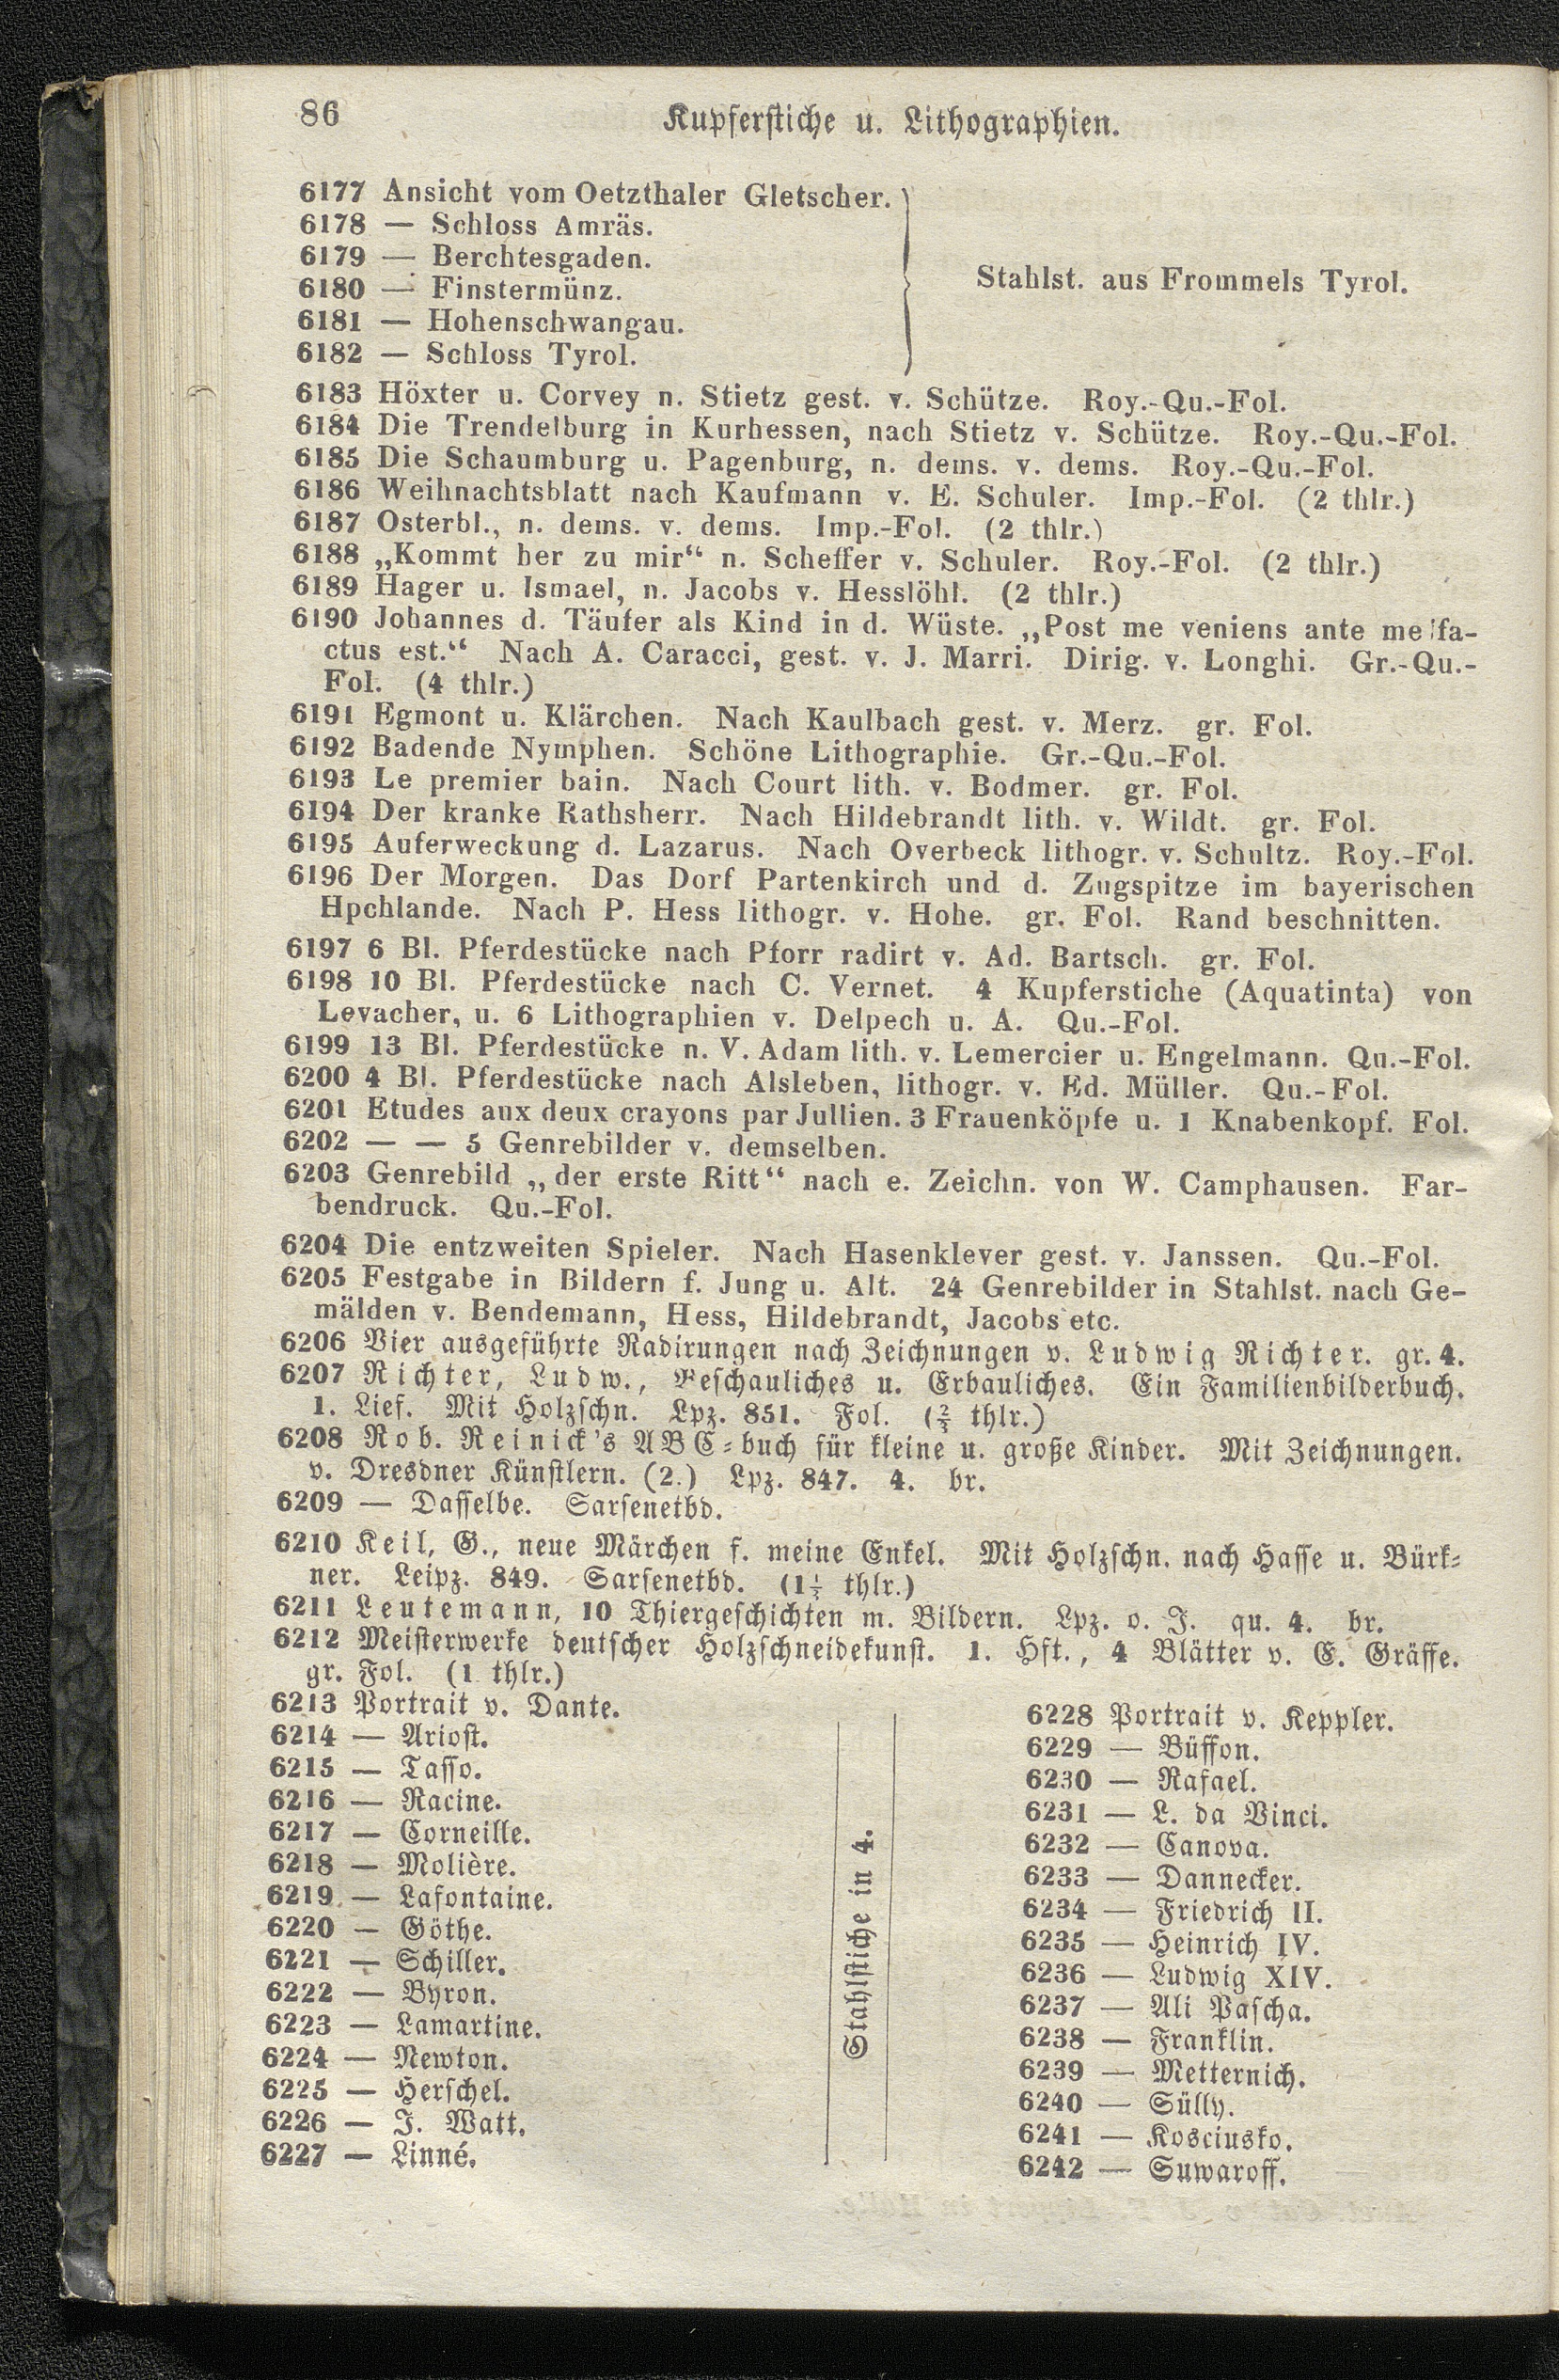 86
Kupferstiche u. Lithographien.
6177 Ansicht vom Oetzthaler Gletscher.
6178 — Schloss Amräs.
6179 — Berchtesgaden.
6180 — Finstermünz.
6181 — Hohenschwangau.
6182 — Schloss Tyrol.
Stahlst. aus Frommels Tyrol.
6183 Höxter u. Corvey n. Stietz gest. v. Schütze. Roy.-Qu.-Fol.
6184 Die Trendelburg in Kurhessen, nach Stietz v. Schütze. Roy.-Qu.-Fol.
6185 Die Schaumburg u. Pagenburg, n. dems. v. dems. Roy.-Qu.-Fol.
6186 Weihnachtsblatt nach Kaufmann v. E. Schuler. Imp.-Fol. (2 thlr.)
6187 Osterbl., n. dems. v. dems. Imp.-Fol. (2 thlr.)
6188 „Kommt her zu mir“ n. Scheffer v. Schuler. Roy.-Fol. (2 thlr.)
6189 Hager u. Ismael, n. Jacobs v. Hesslöhl. (2 thlr.)
6190 Johannes d. Täufer als Kind in d. Wüste. „Post me veniens ante me fa-
ctus est.“ Nach A. Caracci, gest. v. J. Marri. Dirig. v. Longhi. Gr.-Qu.-
Fol. (4 thlr.)
6191 Egmont u. Klärchen. Nach Kaulbach gest. v. Merz. gr. Fol.
6192 Badende Nymphen. Schöne Lithographie. Gr.-Qu.-Fol.
6193 Le premier bain. Nach Court lith. v. Bodmer. gr. Fol.
6194 Der kranke Rathsherr. Nach Hildebrandt lith. v. Wildt. gr. Fol.
6195 Auferweckung d. Lazarus. Nach Overbeck lithogr. v. Schultz. Roy.-Fol.
6196 Der Morgen. Das Dorf Partenkirch und d. Zugspitze im bayerischen
Hpchlande. Nach P. Hess lithogr. v. Hohe. gr. Fol. Rand beschnitten.
6197 6 Bl. Pferdestücke nach Pforr radirt v. Ad. Bartsch. gr. Fol.
6198 10 Bl. Pferdestücke nach C. Vernet. 4 Kupferstiche (Aquatinta) von
Levacher, u. 6 Lithographien v. Delpech u. A. Qu.-Fol.
6199 13 Bl. Pferdestücke n. V. Adam lith. v. Lemercier u. Engelmann. Qu.-Fol.
6200 4 Bl. Pferdestücke nach Alsleben, lithogr. v. Ed. Müller. Qu.-Fol.
6201 Etudes aux deux crayons par Jullien. 3 Frauenköpfe u. 1 Knabenkopf. Fol.
6202 — — 5 Genrebilder v. demselben.
6203 Genrebild „der erste Ritt“ nach e. Zeichn. von W. Camphausen. Far-
bendruck. Qu.-Fol.
6204 Die entzweiten Spieler. Nach Hasenklever gest. v. Janssen. Qu.-Fol.
6205 Festgabe in Bildern f. Jung u. Alt. 24 Genrebilder in Stahlst. nach Ge-
mälden v. Bendemann, Hess, Hildebrandt, Jacobs etc.
6206 Vier ausgeführte Radirungen nach Zeichnungen v. Ludwig Richter. gr. 4.
6207 Richter, Ludw., Beschauliches u. Erbauliches. Ein Familienbilderbuch.
1. Lief. Mit Holzschn. Lpz. 851. Fol. (⅔ thlr.)
6208 Rob. Reinick's ABC-buch für kleine u. große Kinder. Mit Zeichnungen.
v. Dresdner Künstlern. (2.) Lpz. 847. 4. br.
6209 — Dasselbe. Sarsenetbd.
6210 Keil, G., neue Märchen f. meine Enkel. Mit Holzschn. nach Hasse u. Bürk-
ner. Leipz. 849. Sarsenetbd. (1⅓ thlr.)
6211 Leutemann, 10 Thiergeschichten m. Bildern. Lpz. o. J. qu. 4. br.
6212 Meisterwerke deutscher Holzschneidekunst. 1. Hft., 4 Blätter v. E. Gräffe.
gr. Fol. (1 thlr.)
6213 Portrait v. Dante.
6214 — Ariost.
6215 — Tasso.
6216 — Racine.
6217 — Corneille.
6218 — Molière.
6219 — Lafontaine.
6220 — Göthe.
6221 — Schiller.
6222 — Byron.
6223 — Lamartine.
6224 — Newton.
6225 — Herschel.
6226 — J. Watt.
6227 — Linné.
Stahlstiche in 4.
6228 Portrait v. Keppler.
6229 — Büffon.
6230 — Rafael.
6231 — L. da Vinci.
6232 — Canova.
6233 — Dannecker.
6234 — Friedrich II.
6235 — Heinrich IV.
6236 — Ludwig XIV.
6237 — Ali Pascha.
6238 — Franklin.
6239 — Metternich.
6240 — Sülly.
6241 — Kosciusko.
6242 — Suwaroff.